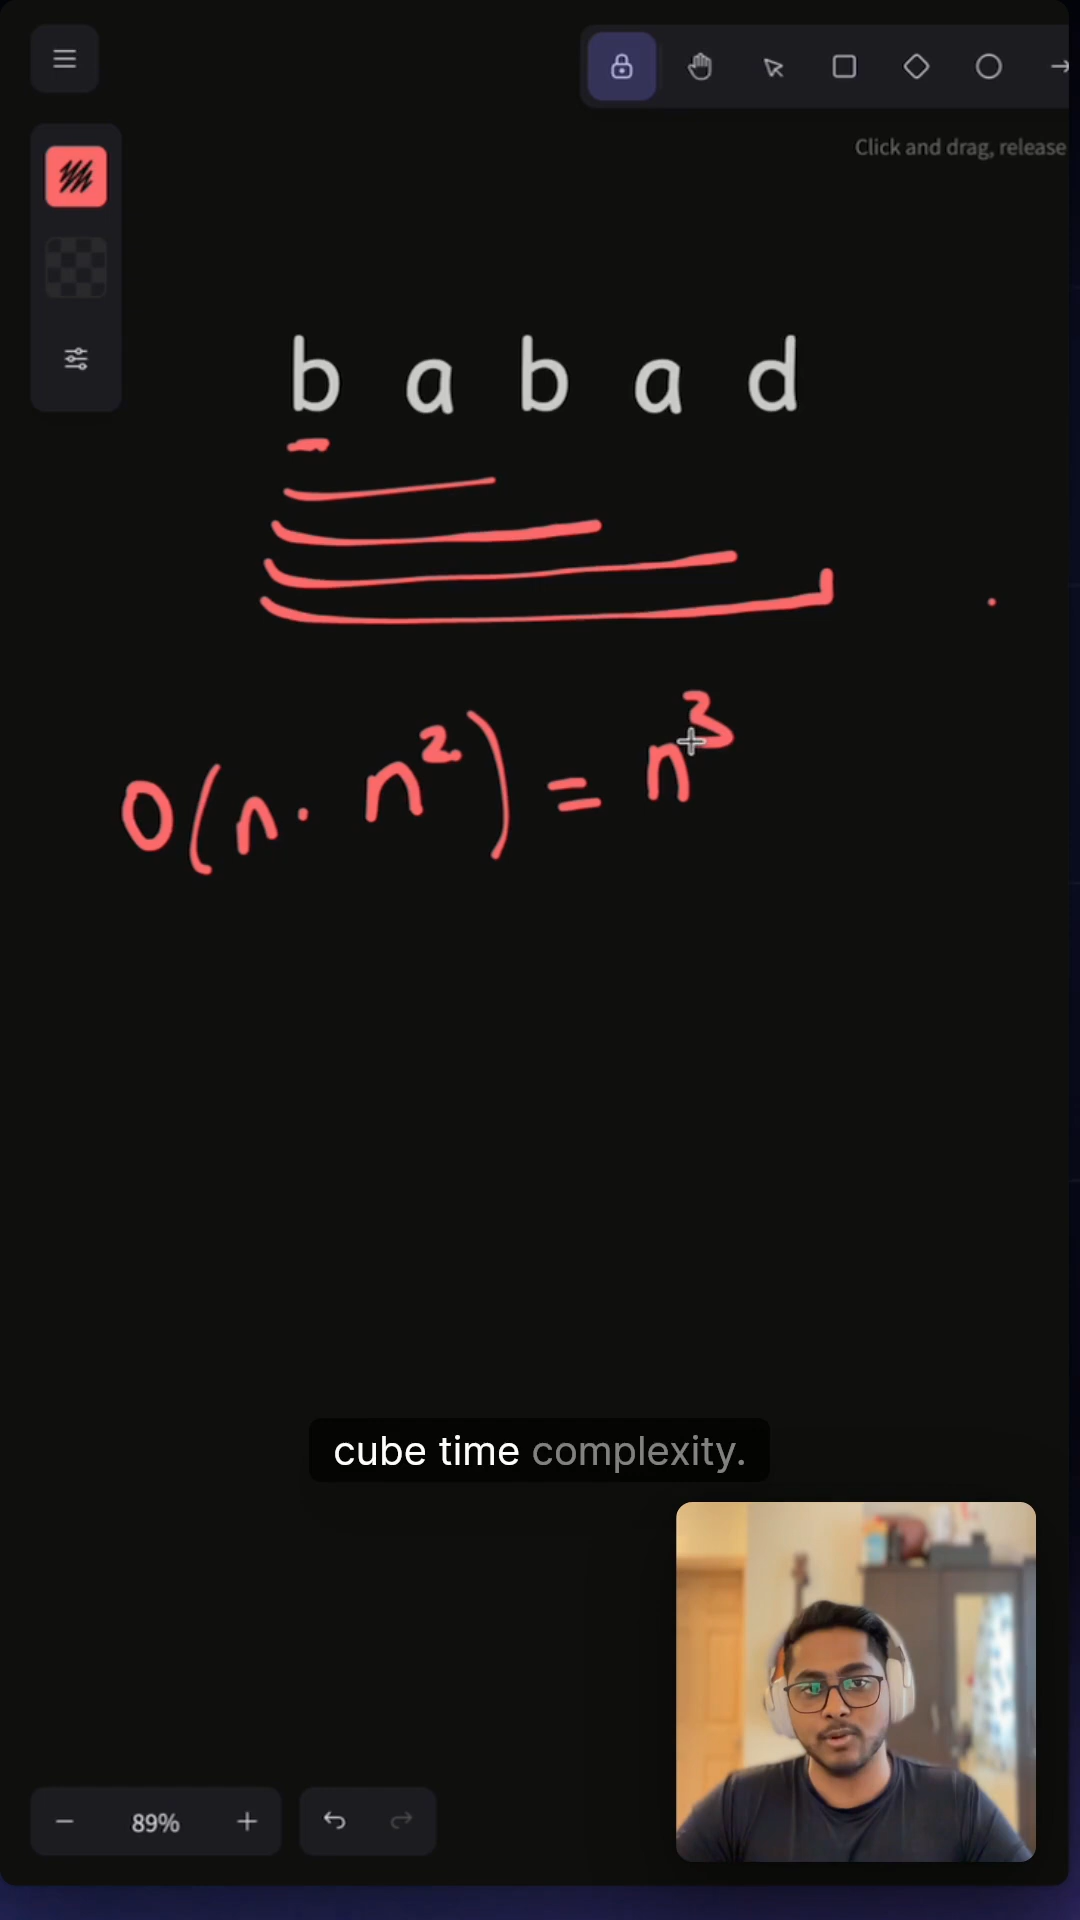 Click and drag, release
b a b a d
O(n · n²) = n³
cube time complexity.
89%